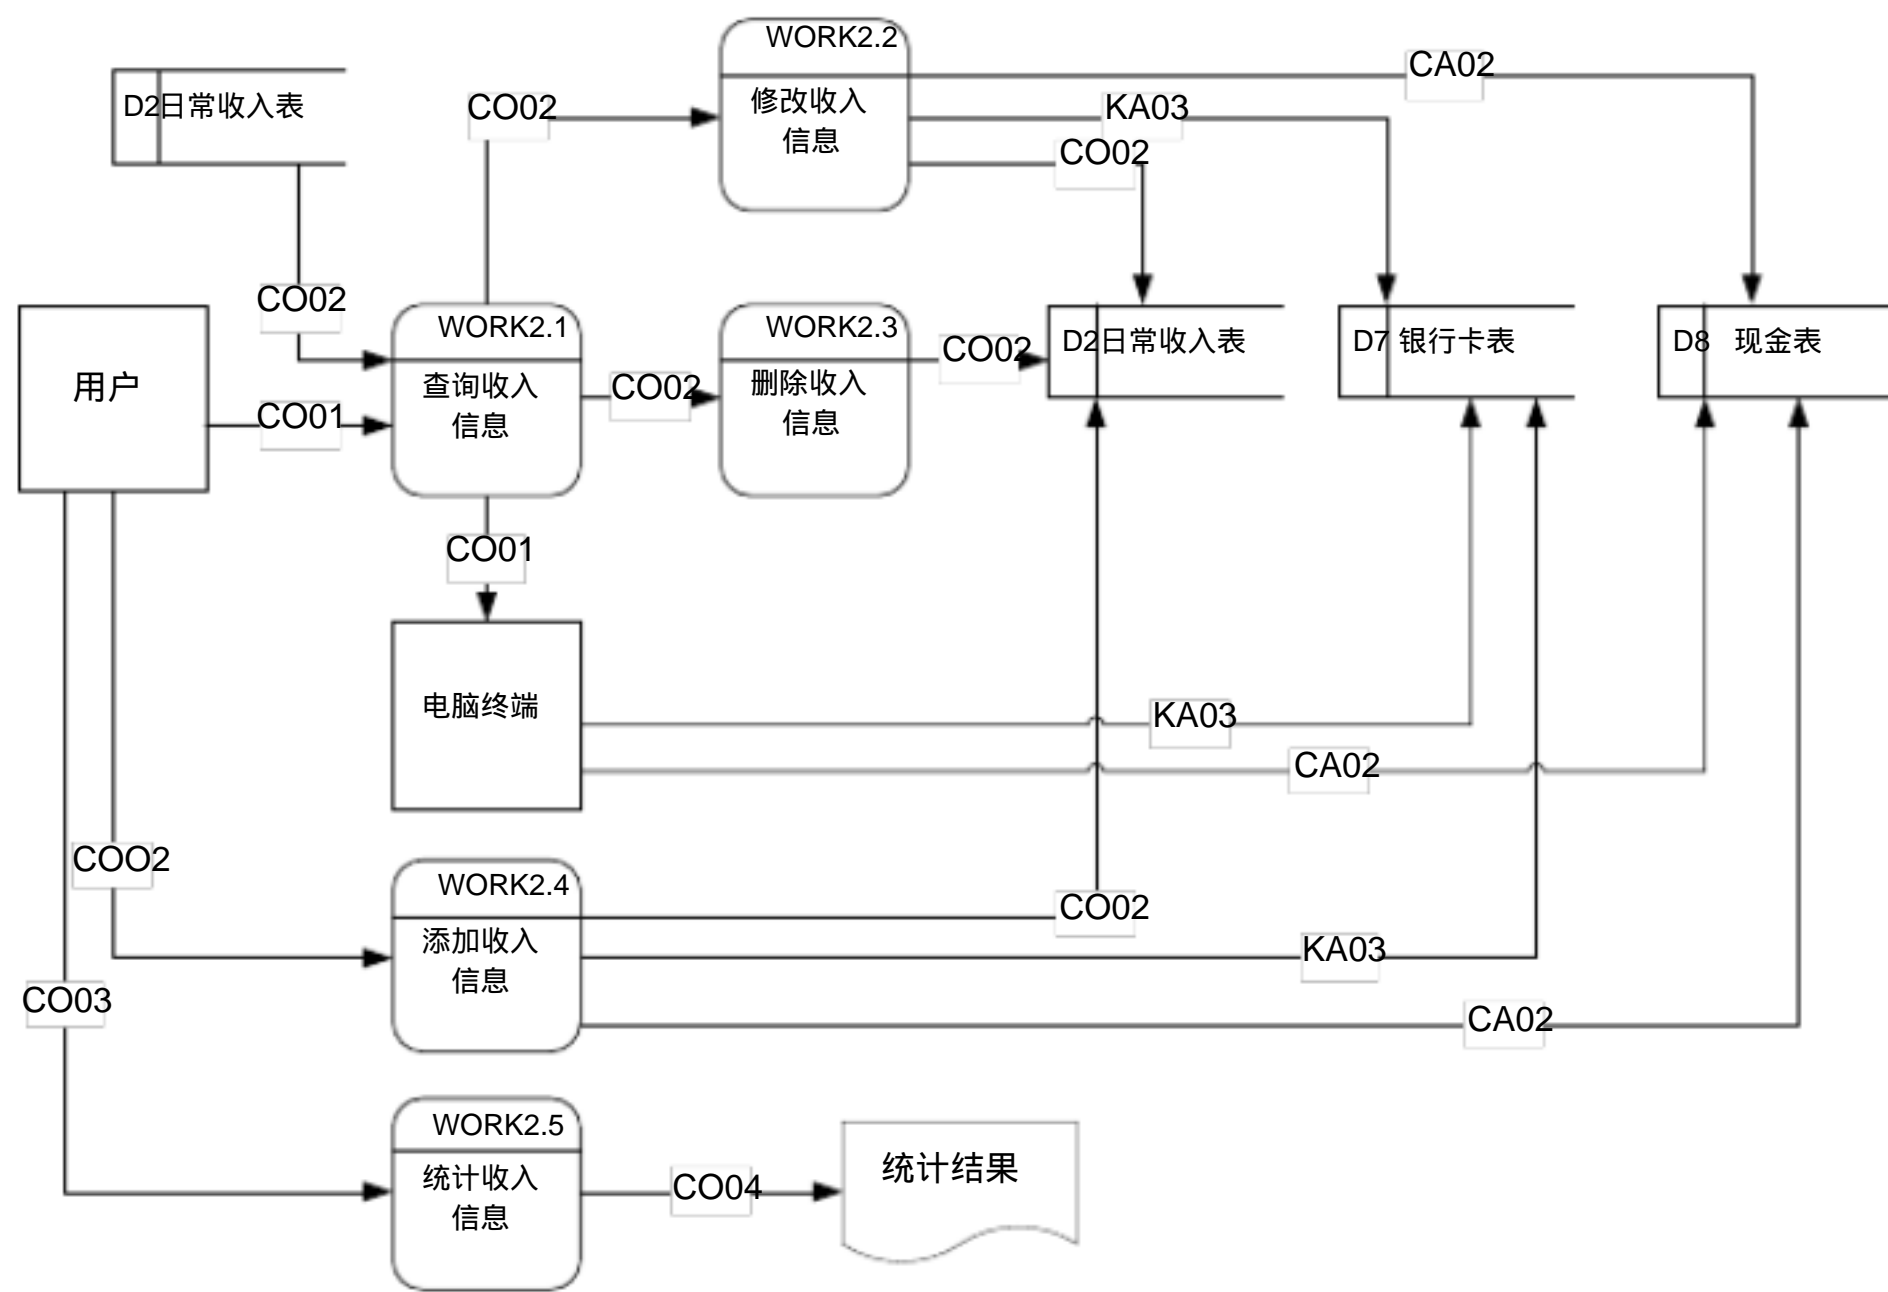 WORK2.2
修改收入
信息
CA02
KA03
CO02
CO02
D2日常收入表
CO02
用户
CO01
WORK2.1
查询收入
信息
CO02
WORK2.3
删除收入
信息
CO02
D2日常收入表
D7 银行卡表
D8 现金表
CO01
电脑终端
KA03
CA02
COO2
WORK2.4
添加收入
信息
CO02
KA03
CA02
CO03
WORK2.5
统计收入
信息
CO04
统计结果